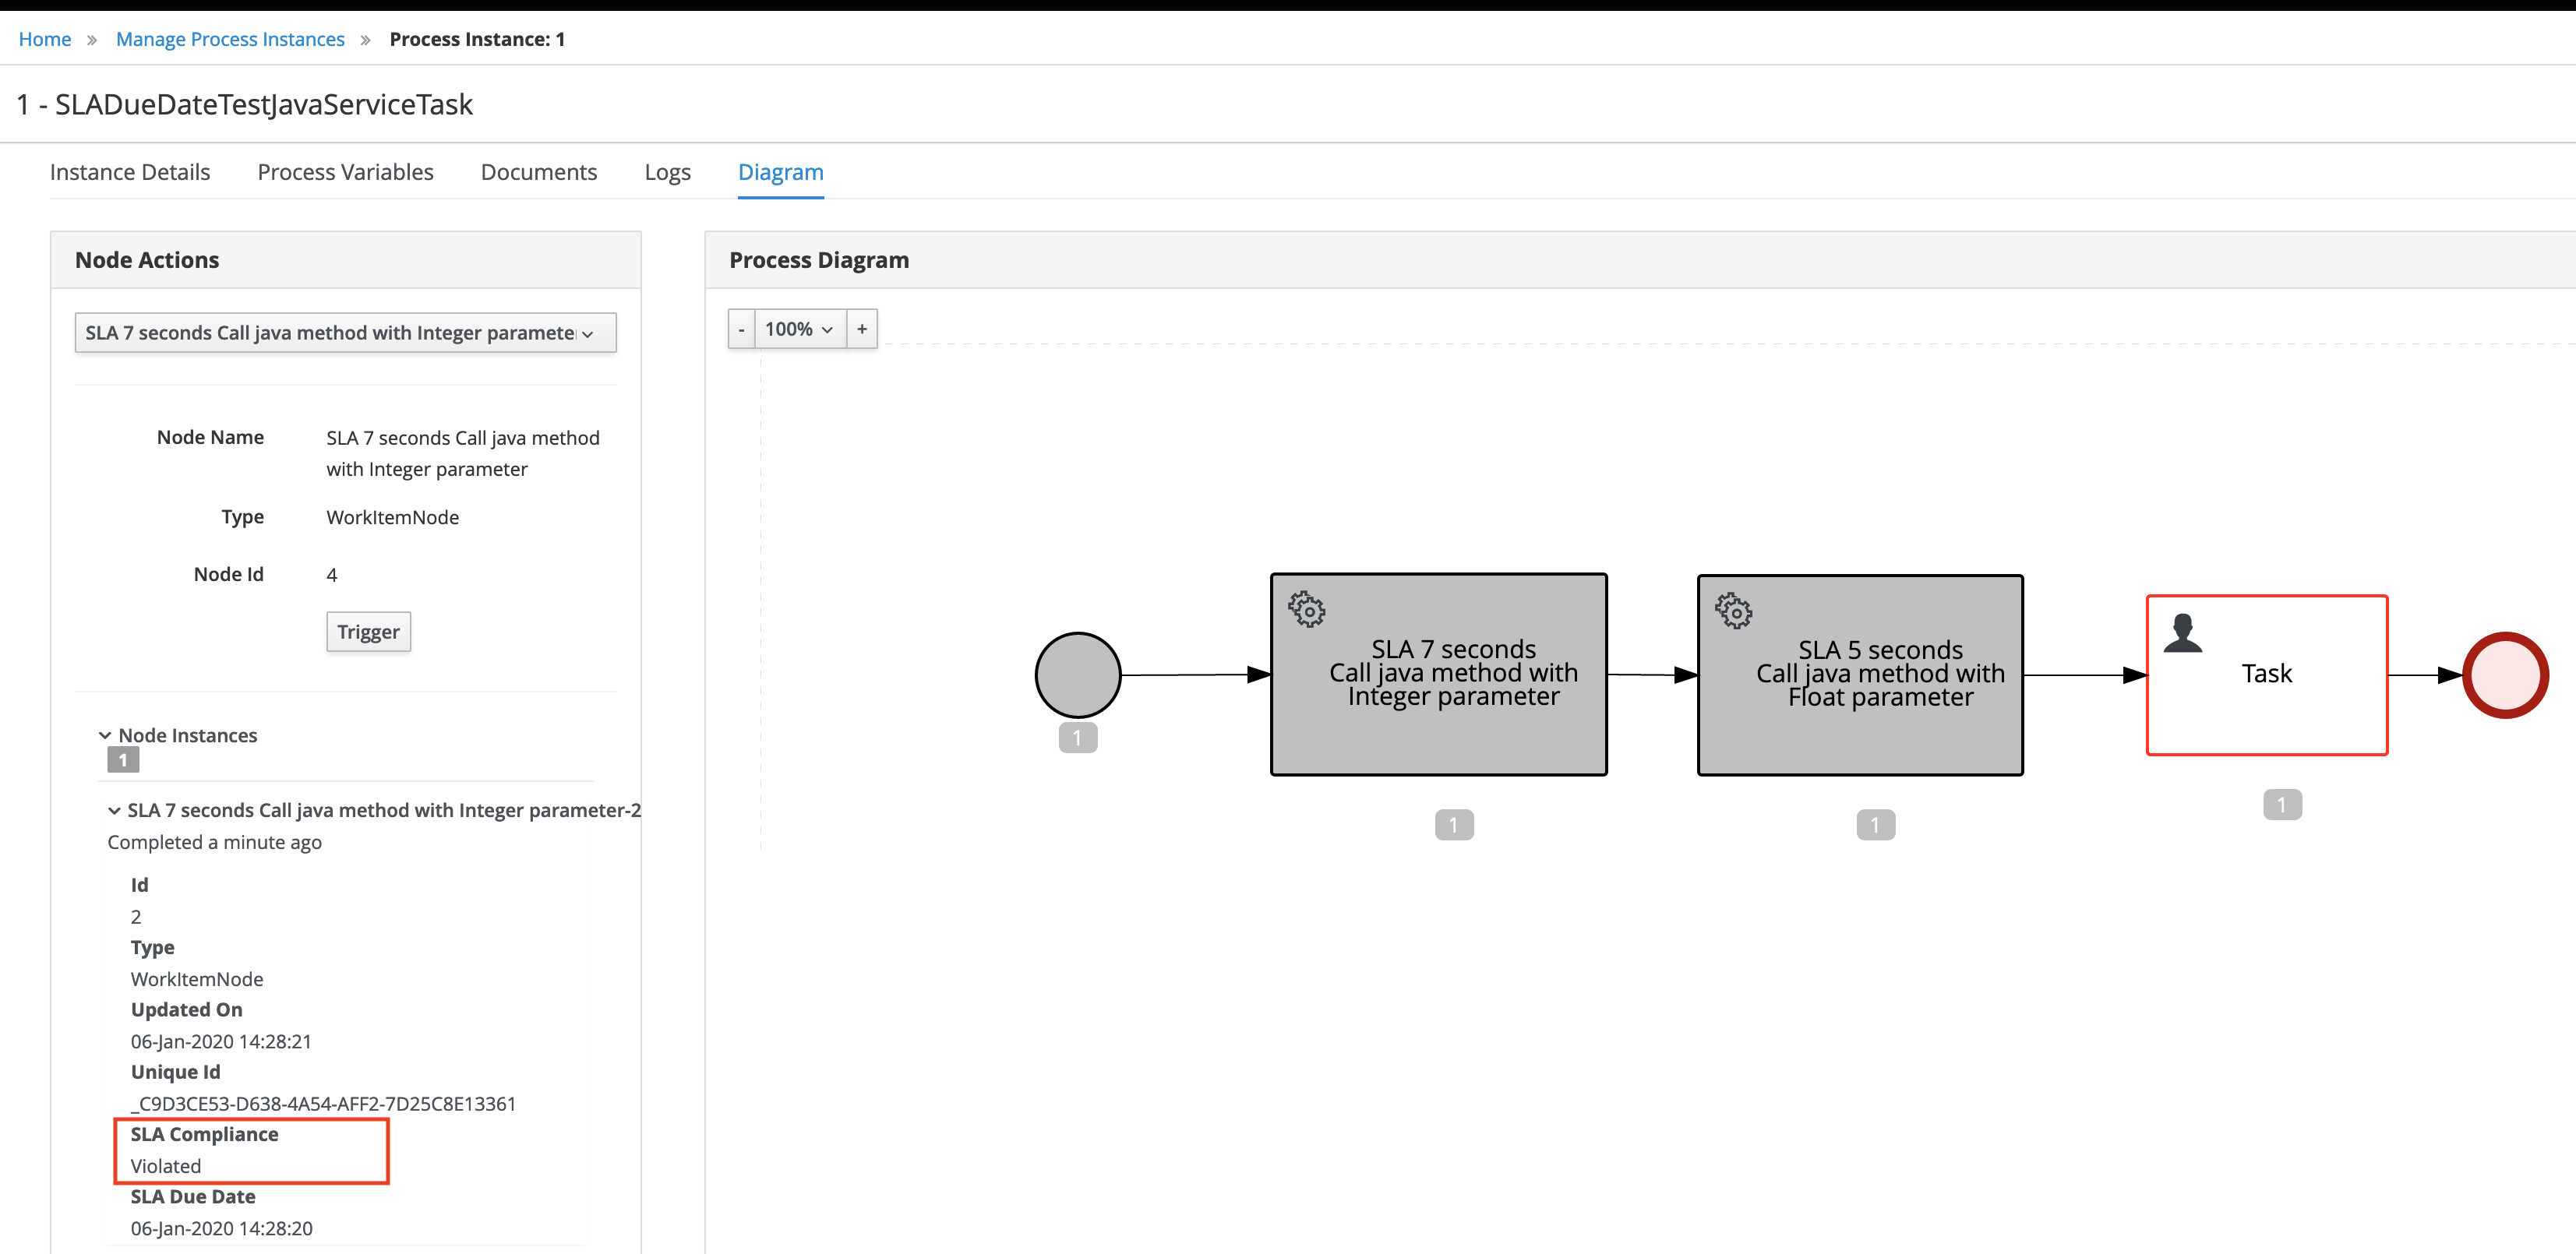 Home » Manage Process Instances » Process Instance: 1
1 - SLADueDateTestJavaServiceTask
Instance Details Process Variables Documents Logs Diagram
Node Actions
SLA 7 seconds Call java method with Integer paramete
Node Name SLA 7 seconds Call java method
with Integer parameter
Type WorkItemNode
Node Id 4
Trigger
Node Instances
1
SLA 7 seconds Call java method with Integer parameter-2
Completed a minute ago
Id
2
Type
WorkItemNode
Updated On
06-Jan-2020 14:28:21
Unique Id
_C9D3CE53-D638-4A54-AFF2-7D25C8E13361
SLA Compliance
Violated
SLA Due Date
06-Jan-2020 14:28:20
Process Diagram
- 100% +
1
SLA 7 seconds
Call java method with
Integer parameter
1
SLA 5 seconds
Call java method with
Float parameter
1
Task
1